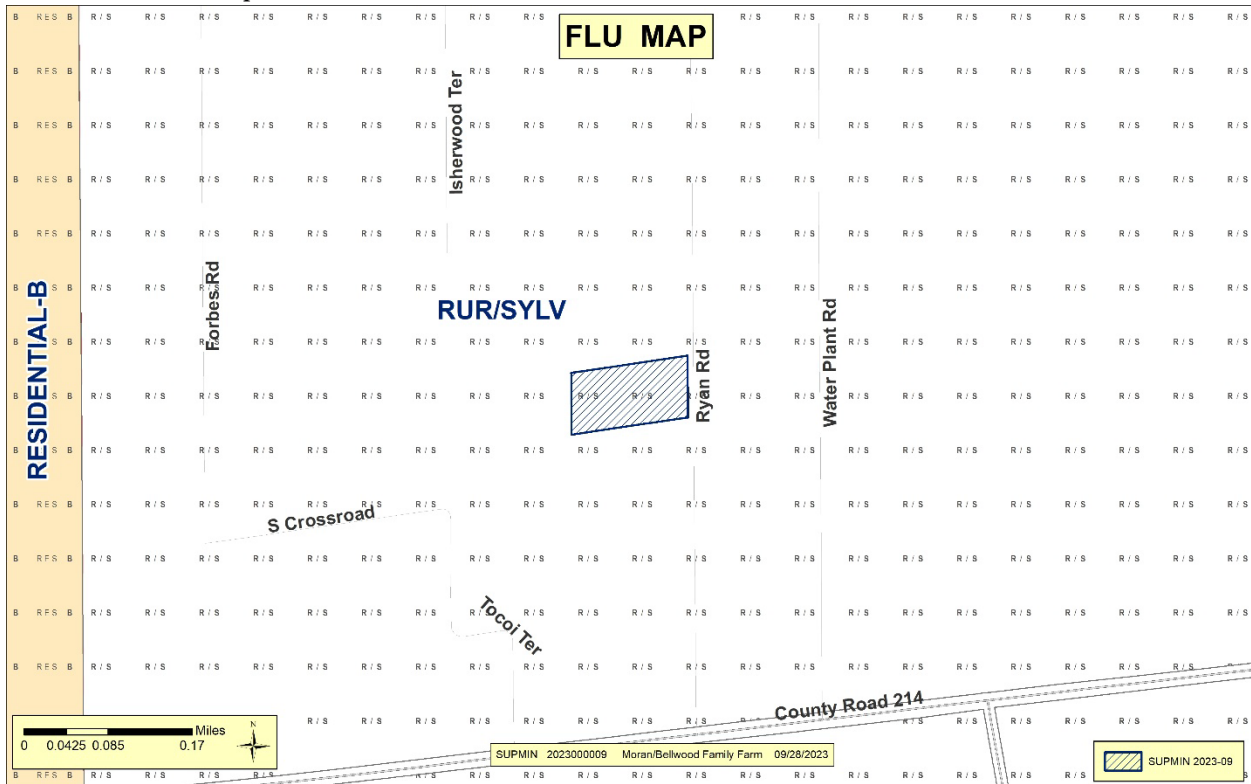 FLU MAP
B RES B
R / S
Isherwood Ter
Forbes Rd
RESIDENTIAL-B
RUR/SYLV
Ryan Rd
Water Plant Rd
S Crossroad
Tocoi Ter
County Road 214
Miles
0 0.0425 0.085 0.17
N
SUPMIN 2023000009 Moran/Bellwood Family Farm 09/28/2023
SUPMIN 2023-09